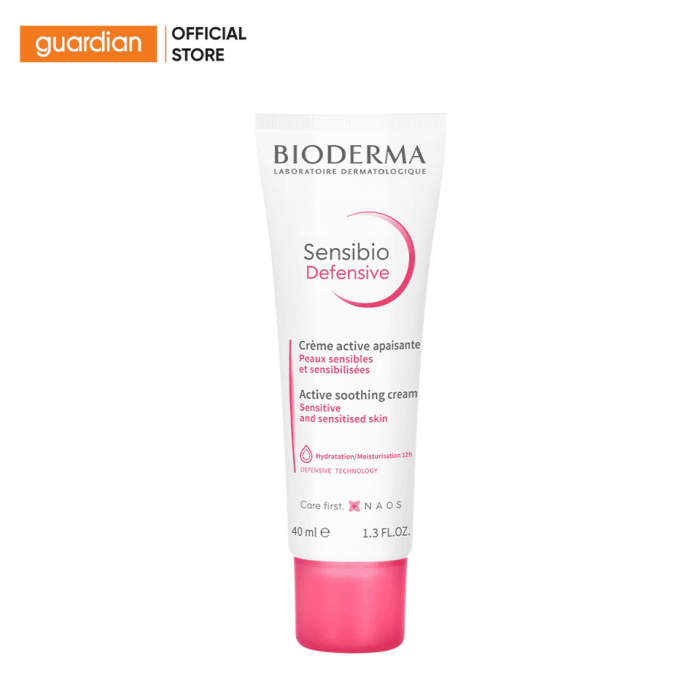 guardian
OFFICIAL
STORE
BIODERMA
LABORATOIRE DERMATOLOGIQUE
Sensibio
Defensive
Crème active apaisante
Peaux sensibles
et sensibilisées
Active soothing cream
Sensitive
and sensitised skin
Hydratation/Moisturisation 12h
DEFENSIVE TECHNOLOGY
Care first. NAOS
40 ml ℮ 1.3 FL.OZ.